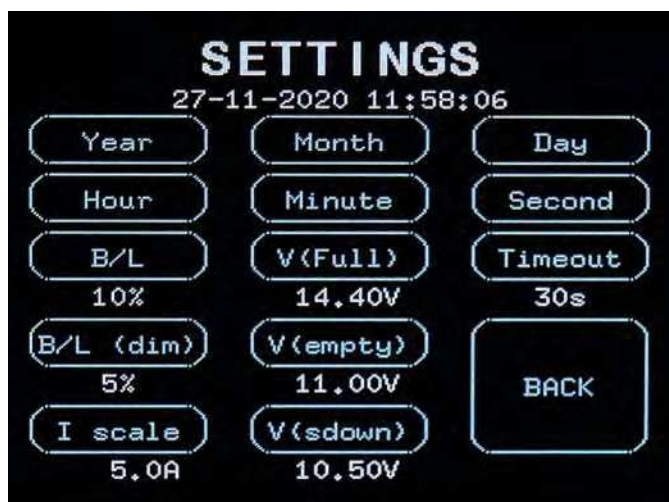 SETTINGS
27-11-2020 11:58:06
Year Month Day
Hour Minute Second
B/L V(Full) Timeout
10% 14.40V 30s
B/L (dim) V(empty)
5% 11.00V BACK
I scale V(sdown)
5.0A 10.50V